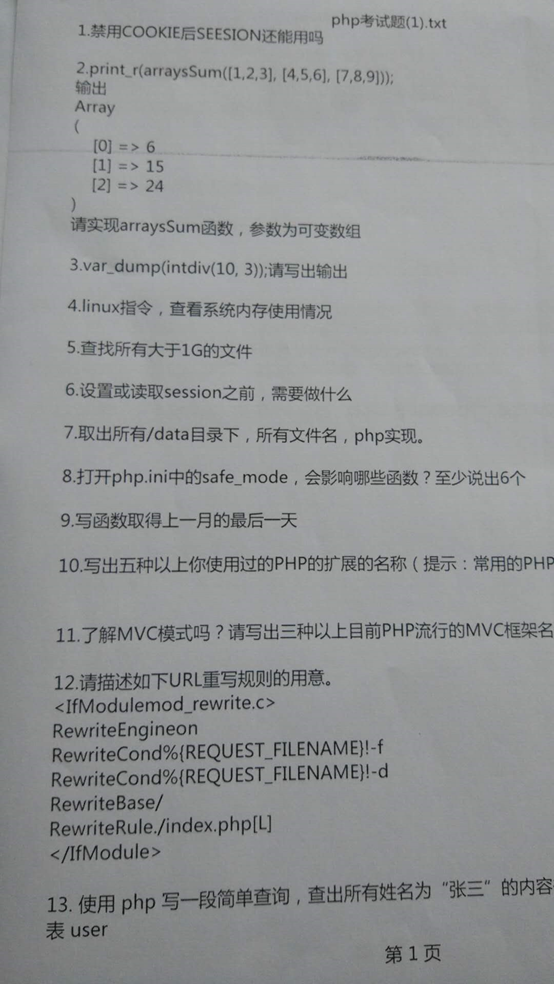 php考试题(1).txt
1.禁用COOKIE后SEESION还能用吗
2.print_r(arraysSum([1,2,3], [4,5,6], [7,8,9]));
输出
Array
(
[0] => 6
[1] => 15
[2] => 24
)
请实现arraysSum函数，参数为可变数组
3.var_dump(intdiv(10, 3));请写出输出
4.linux指令，查看系统内存使用情况
5.查找所有大于1G的文件
6.设置或读取session之前，需要做什么
7.取出所有/data目录下，所有文件名，php实现。
8.打开php.ini中的safe_mode，会影响哪些函数？至少说出6个
9.写函数取得上一月的最后一天
10.写出五种以上你使用过的PHP的扩展的名称（提示：常用的PHP
11.了解MVC模式吗？请写出三种以上目前PHP流行的MVC框架名
12.请描述如下URL重写规则的用意。
<IfModulemod_rewrite.c>
RewriteEngineon
RewriteCond%{REQUEST_FILENAME}!-f
RewriteCond%{REQUEST_FILENAME}!-d
RewriteBase/
RewriteRule./index.php[L]
</IfModule>
13. 使用 php 写一段简单查询，查出所有姓名为“张三”的内容
表 user
第 1 页